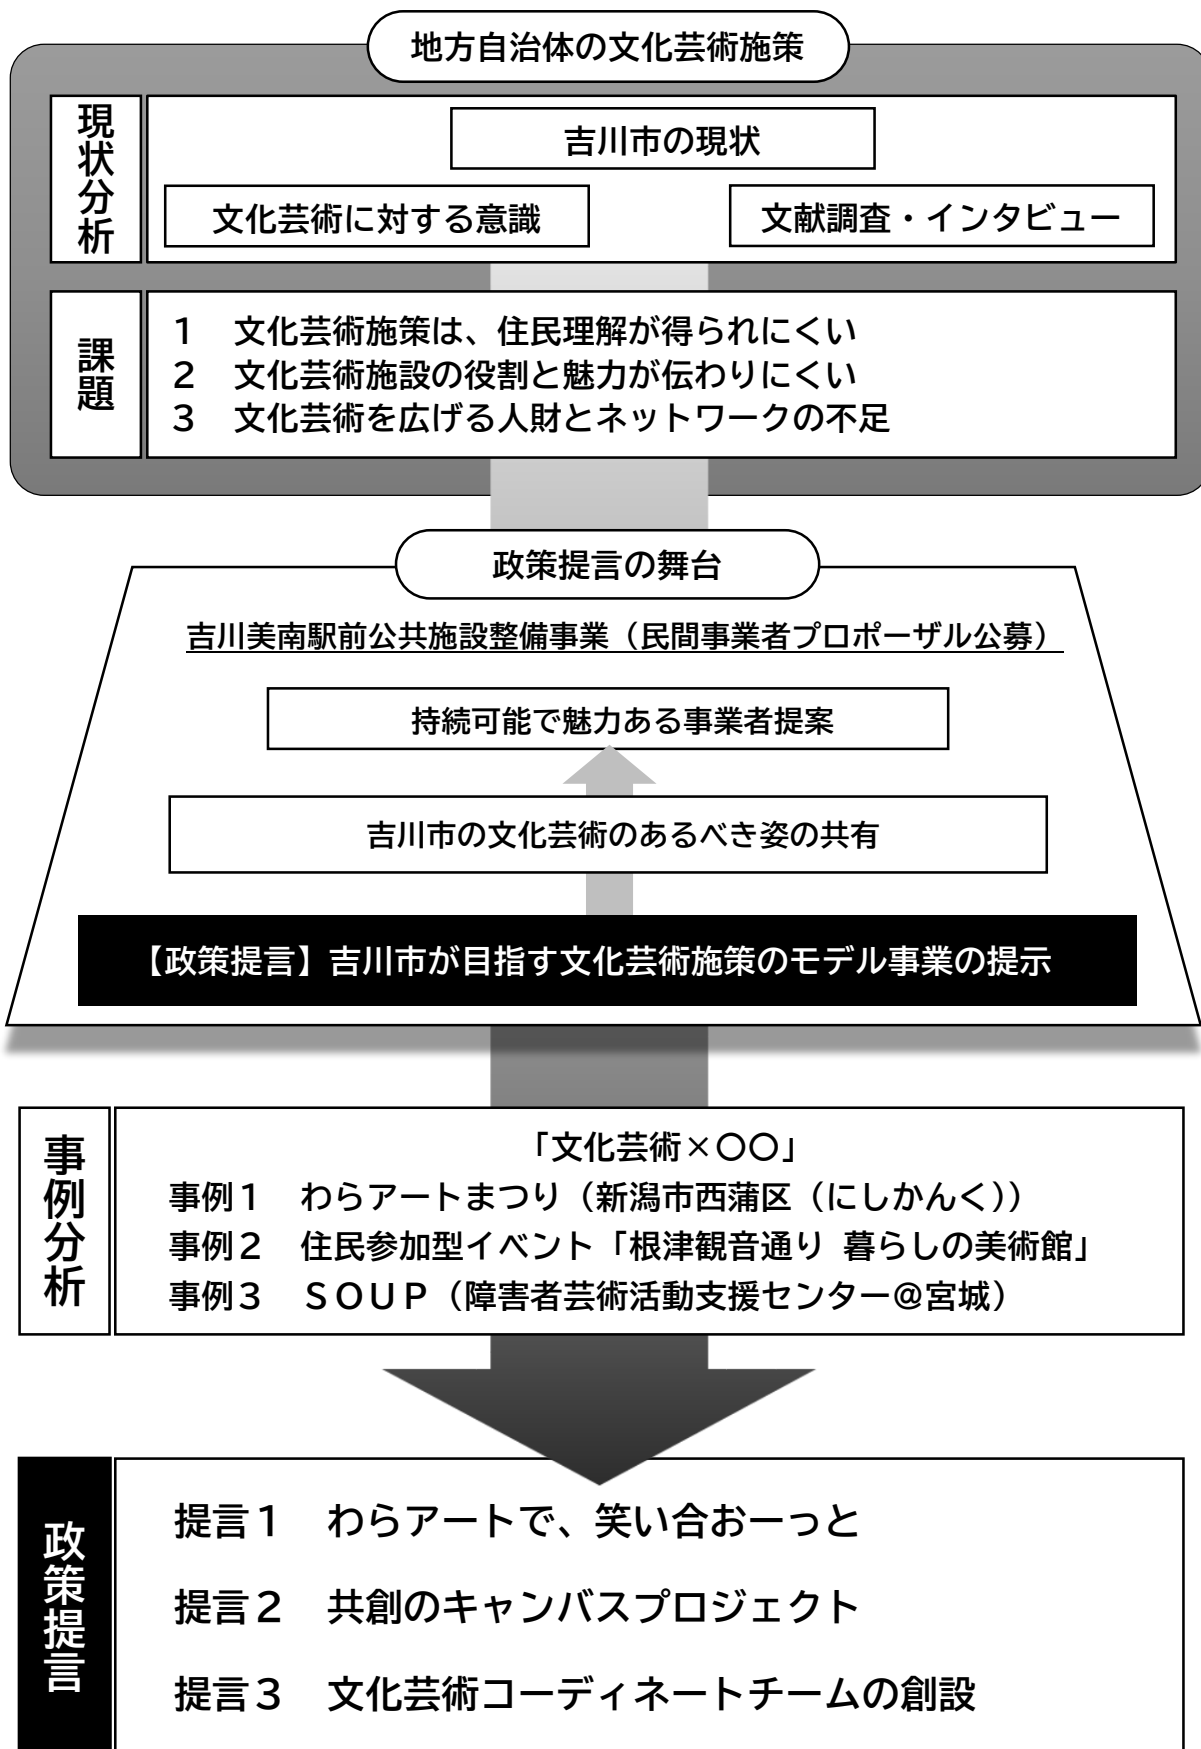 地方自治体の文化芸術施策
現状分析
吉川市の現状
文化芸術に対する意識
文献調査・インタビュー
課題
1　文化芸術施策は、住民理解が得られにくい
2　文化芸術施設の役割と魅力が伝わりにくい
3　文化芸術を広げる人財とネットワークの不足
政策提言の舞台
吉川美南駅前公共施設整備事業（民間事業者プロポーザル公募）
持続可能で魅力ある事業者提案
吉川市の文化芸術のあるべき姿の共有
【政策提言】吉川市が目指す文化芸術施策のモデル事業の提示
事例分析
「文化芸術×〇〇」
事例１　わらアートまつり（新潟市西蒲区（にしかんく））
事例２　住民参加型イベント「根津観音通り 暮らしの美術館」
事例３　ＳＯＵＰ（障害者芸術活動支援センター＠宮城）
政策提言
提言１　わらアートで、笑い合おーっと
提言２　共創のキャンバスプロジェクト
提言３　文化芸術コーディネートチームの創設